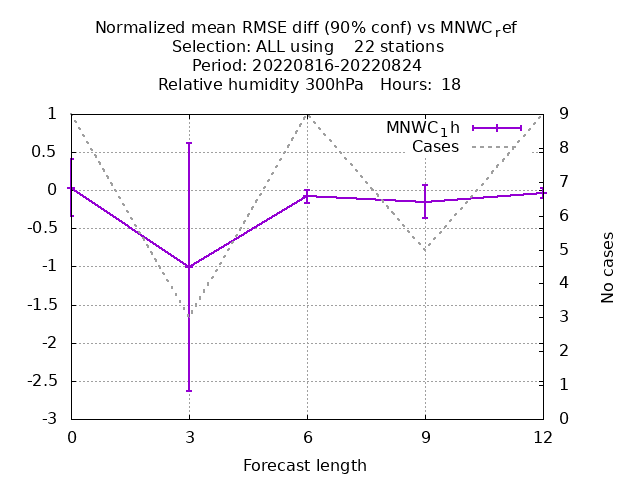 Normalized mean RMSE diff (90% conf) vs MNWC_ref
Selection: ALL using    22 stations
Period: 20220816-20220824
Relative humidity 300hPa   Hours:  18
MNWC_1h
Cases
1
0.5
0
-0.5
-1
-1.5
-2
-2.5
-3
9
8
7
6
5
4
3
2
1
0
No cases
0 3 6 9 12
Forecast length